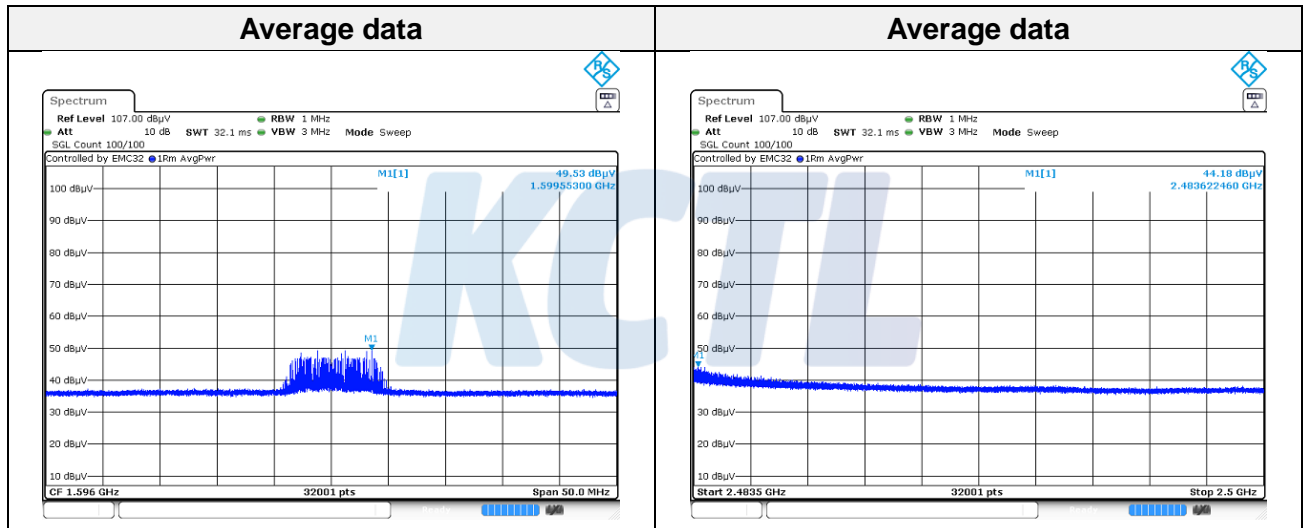 Average data
Average data
R S
Spectrum
Ref Level 107.00 dBµV RBW 1 MHz
Att 10 dB SWT 32.1 ms VBW 3 MHz Mode Sweep
SGL Count 100/100
Controlled by EMC32 1Rm AvgPwr
M1[1] 49.53 dBµV
1.59955300 GHz
100 dBµV
90 dBµV
80 dBµV
70 dBµV
60 dBµV
M1
50 dBµV
40 dBµV
30 dBµV
20 dBµV
10 dBµV
CF 1.596 GHz 32001 pts Span 50.0 MHz
R S
Spectrum
Ref Level 107.00 dBµV RBW 1 MHz
Att 10 dB SWT 32.1 ms VBW 3 MHz Mode Sweep
SGL Count 100/100
Controlled by EMC32 1Rm AvgPwr
M1[1] 44.18 dBµV
2.483622460 GHz
100 dBµV
90 dBµV
80 dBµV
70 dBµV
60 dBµV
50 dBµV
M1
40 dBµV
30 dBµV
20 dBµV
10 dBµV
Start 2.4835 GHz 32001 pts Stop 2.5 GHz
KCTL